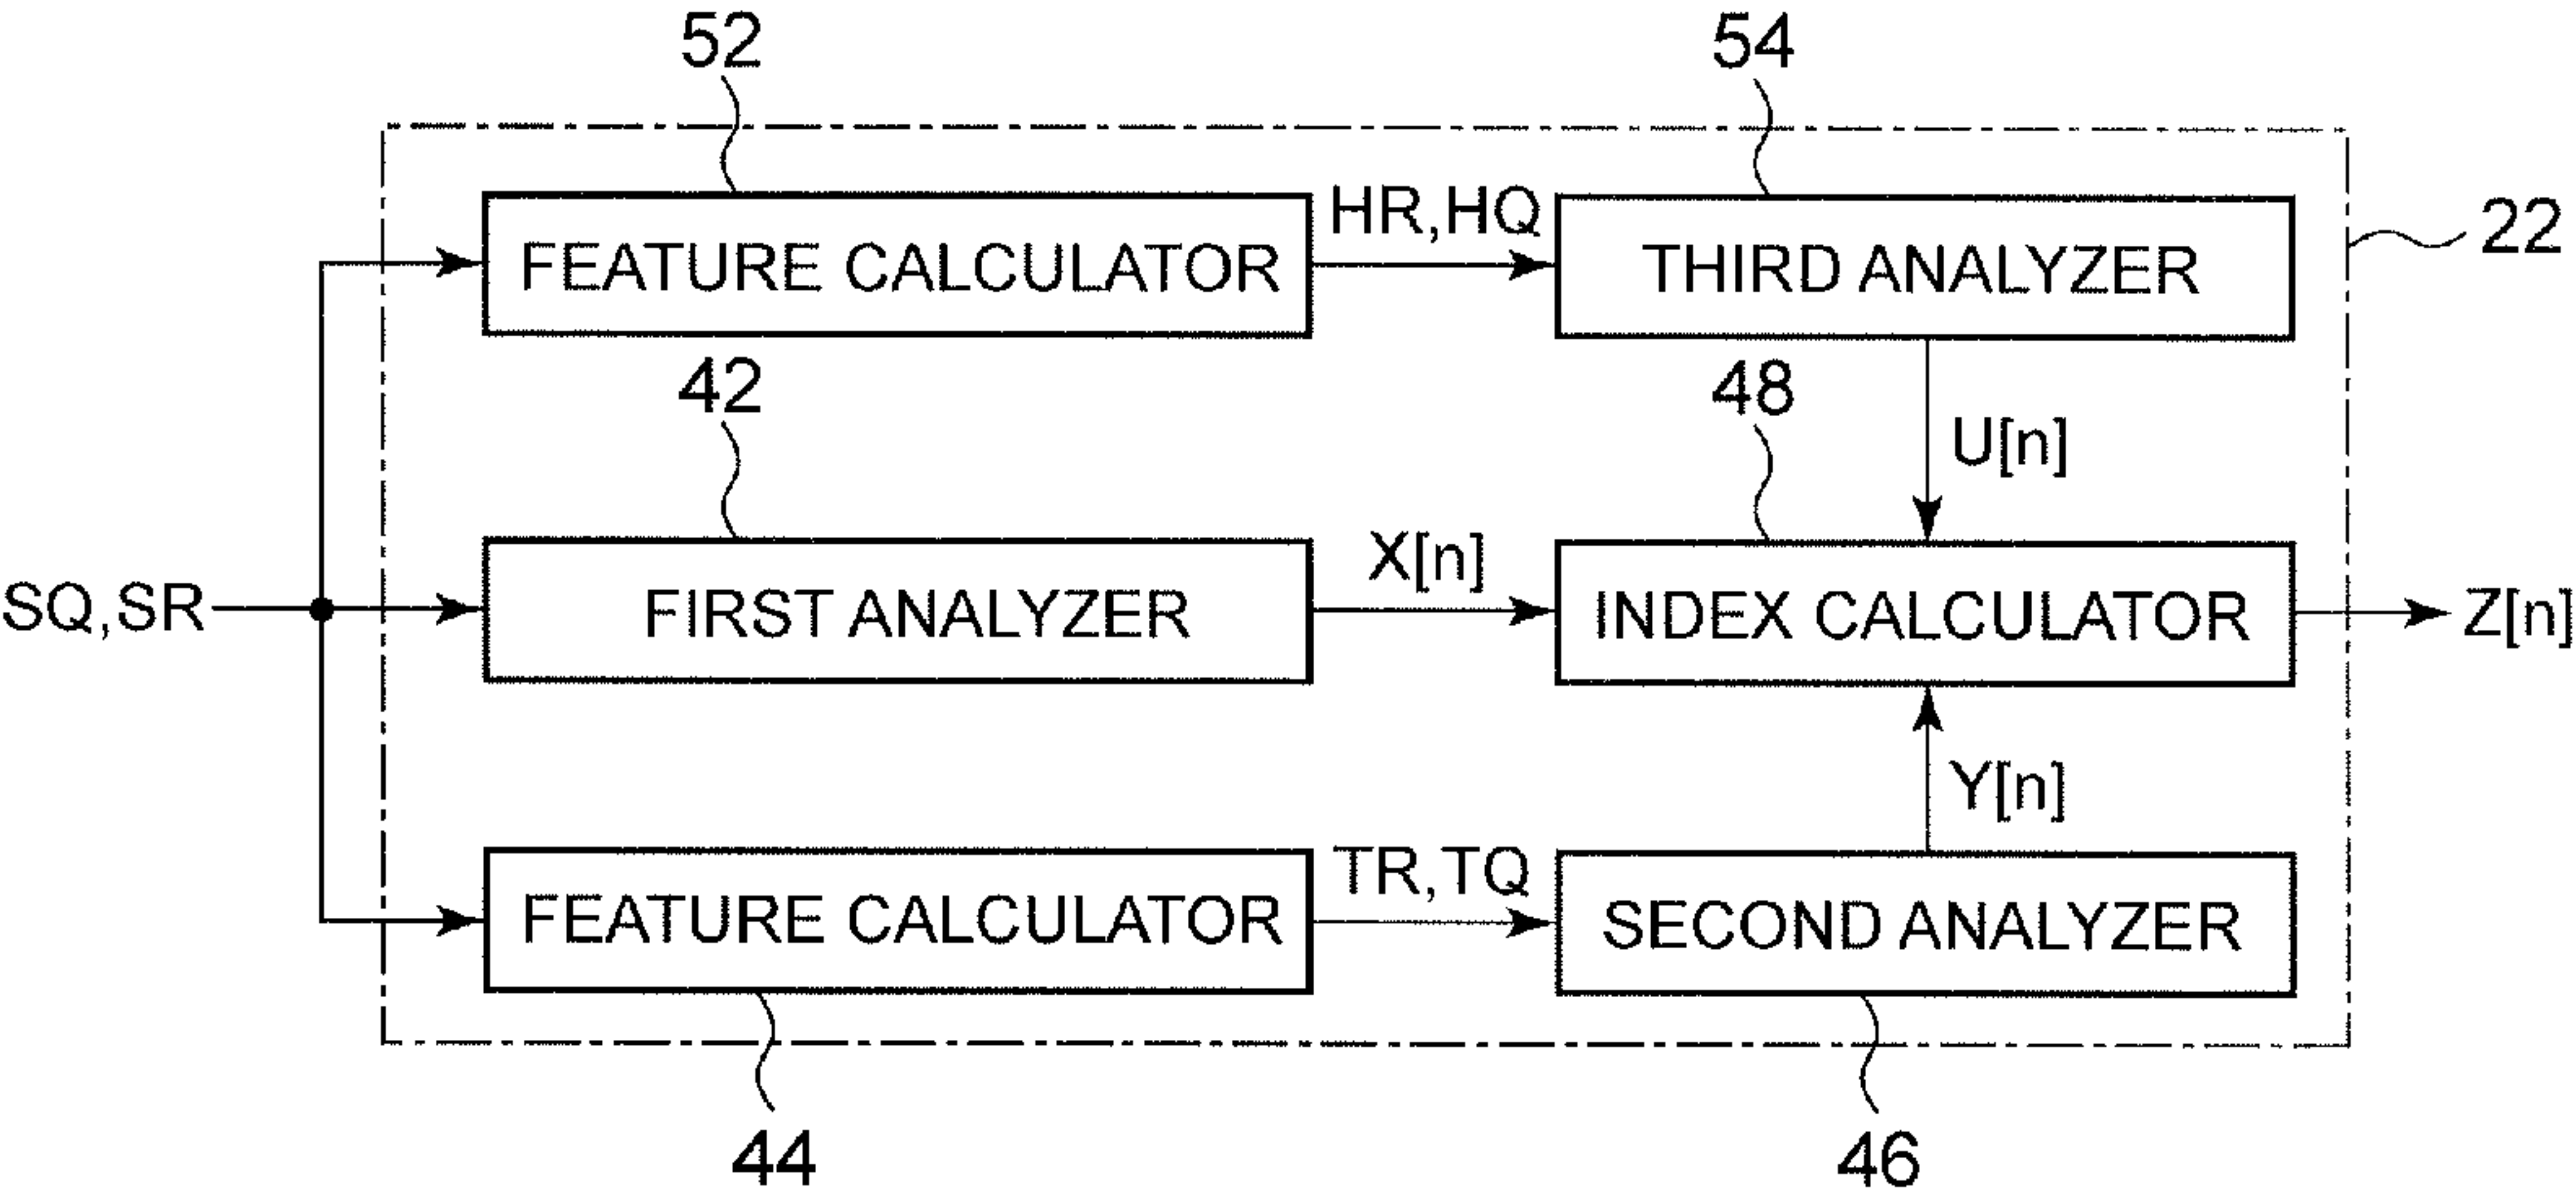 52
54
HR,HQ
22
FEATURE CALCULATOR
THIRD ANALYZER
42
48
U[n]
X[n]
SQ,SR
FIRST ANALYZER
INDEX CALCULATOR
Z[n]
Y[n]
TR,TQ
FEATURE CALCULATOR
SECOND ANALYZER
44
46